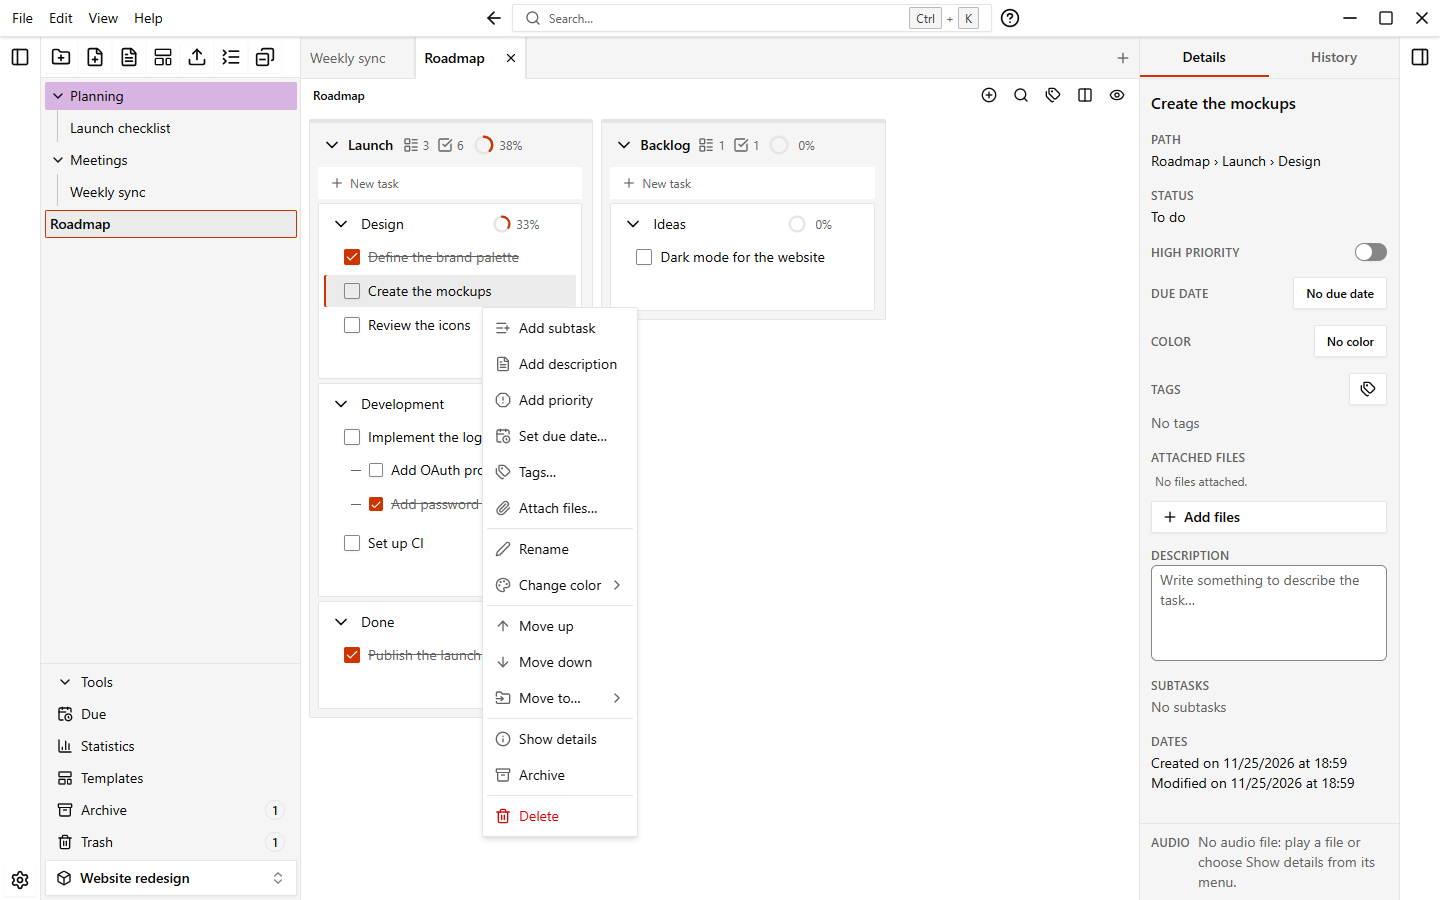 File Edit View Help
Search... Ctrl + K
Weekly sync
Roadmap
Details
History
Planning
Launch checklist
Meetings
Weekly sync
Roadmap
Tools
Due
Statistics
Templates
Archive 1
Trash 1
Website redesign
Roadmap
Launch 3 6 38%
New task
Design 33%
Define the brand palette
Create the mockups
Review the icons
Development
Implement the log
Add OAuth pro
Add password
Set up CI
Done
Publish the launch
Backlog 1 1 0%
New task
Ideas 0%
Dark mode for the website
Add subtask
Add description
Add priority
Set due date...
Tags...
Attach files...
Rename
Change color
Move up
Move down
Move to...
Show details
Archive
Delete
Create the mockups
PATH
Roadmap › Launch › Design
STATUS
To do
HIGH PRIORITY
DUE DATE No due date
COLOR No color
TAGS
No tags
ATTACHED FILES
No files attached.
Add files
DESCRIPTION
Write something to describe the
task...
SUBTASKS
No subtasks
DATES
Created on 11/25/2026 at 18:59
Modified on 11/25/2026 at 18:59
AUDIO No audio file: play a file or
choose Show details from its
menu.